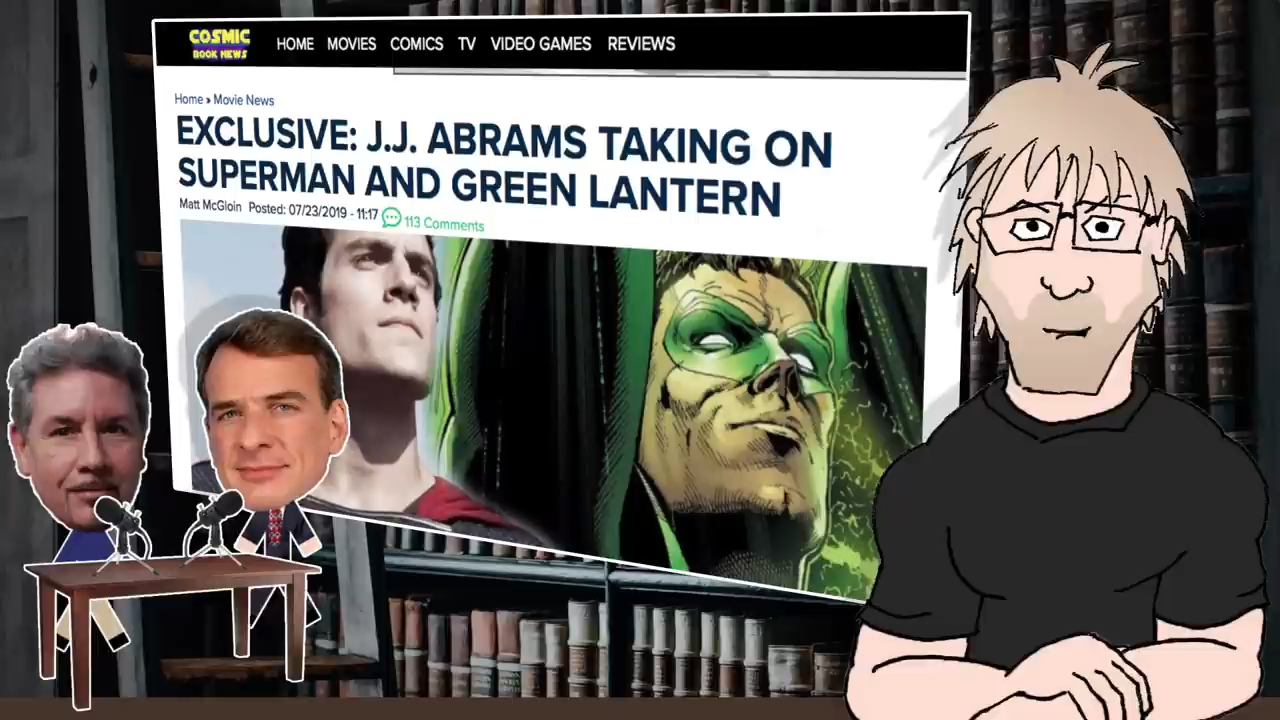 COSMIC
BOOK NEWS
HOME MOVIES COMICS TV VIDEO GAMES REVIEWS
Home » Movie News
EXCLUSIVE: J.J. ABRAMS TAKING ON
SUPERMAN AND GREEN LANTERN
Matt McGloin Posted: 07/23/2019 - 11:17 113 Comments